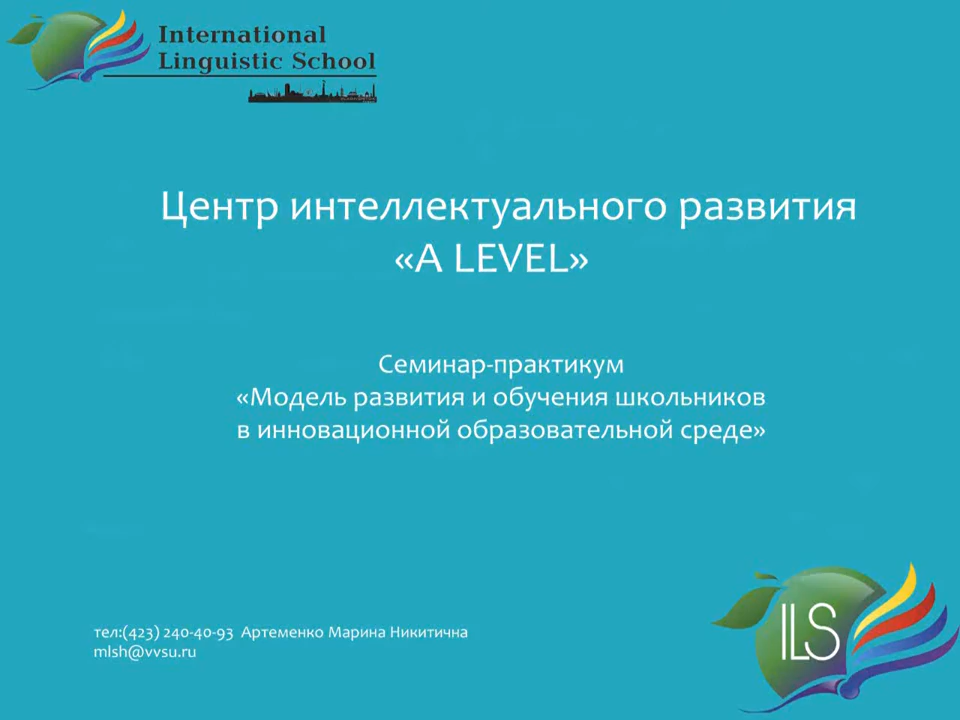 International
Linguistic School
Центр интеллектуального развития
«A LEVEL»
Семинар-практикум
«Модель развития и обучения школьников
в инновационной образовательной среде»
тел:(423) 240-40-93 Артеменко Марина Никитична
mlsh@vvsu.ru
ILS